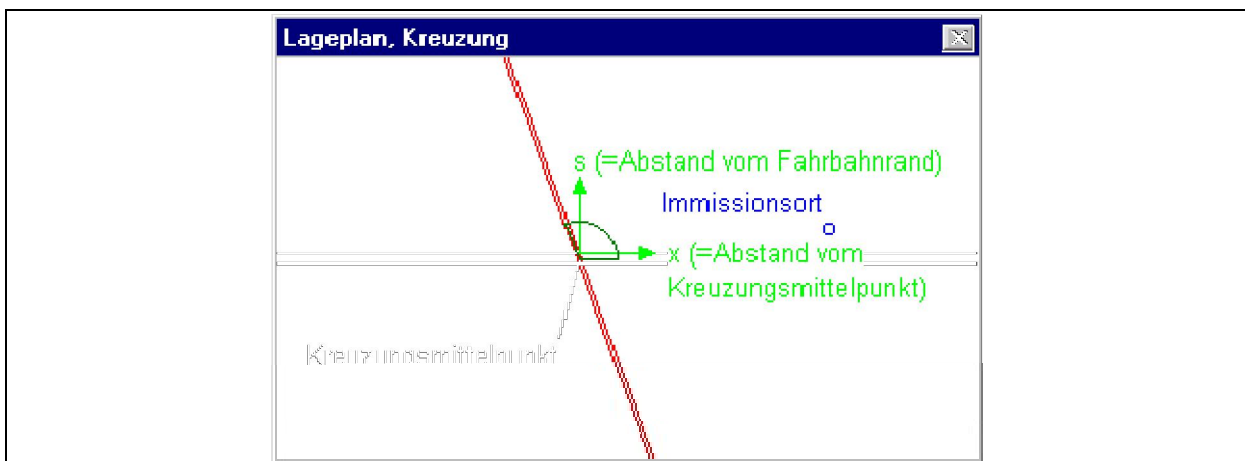 Lageplan, Kreuzung
s (=Abstand vom Fahrbahnrand)
Immissionsort
x (=Abstand vom
Kreuzungsmittelpunkt)
Kreuzungsmittelpunkt